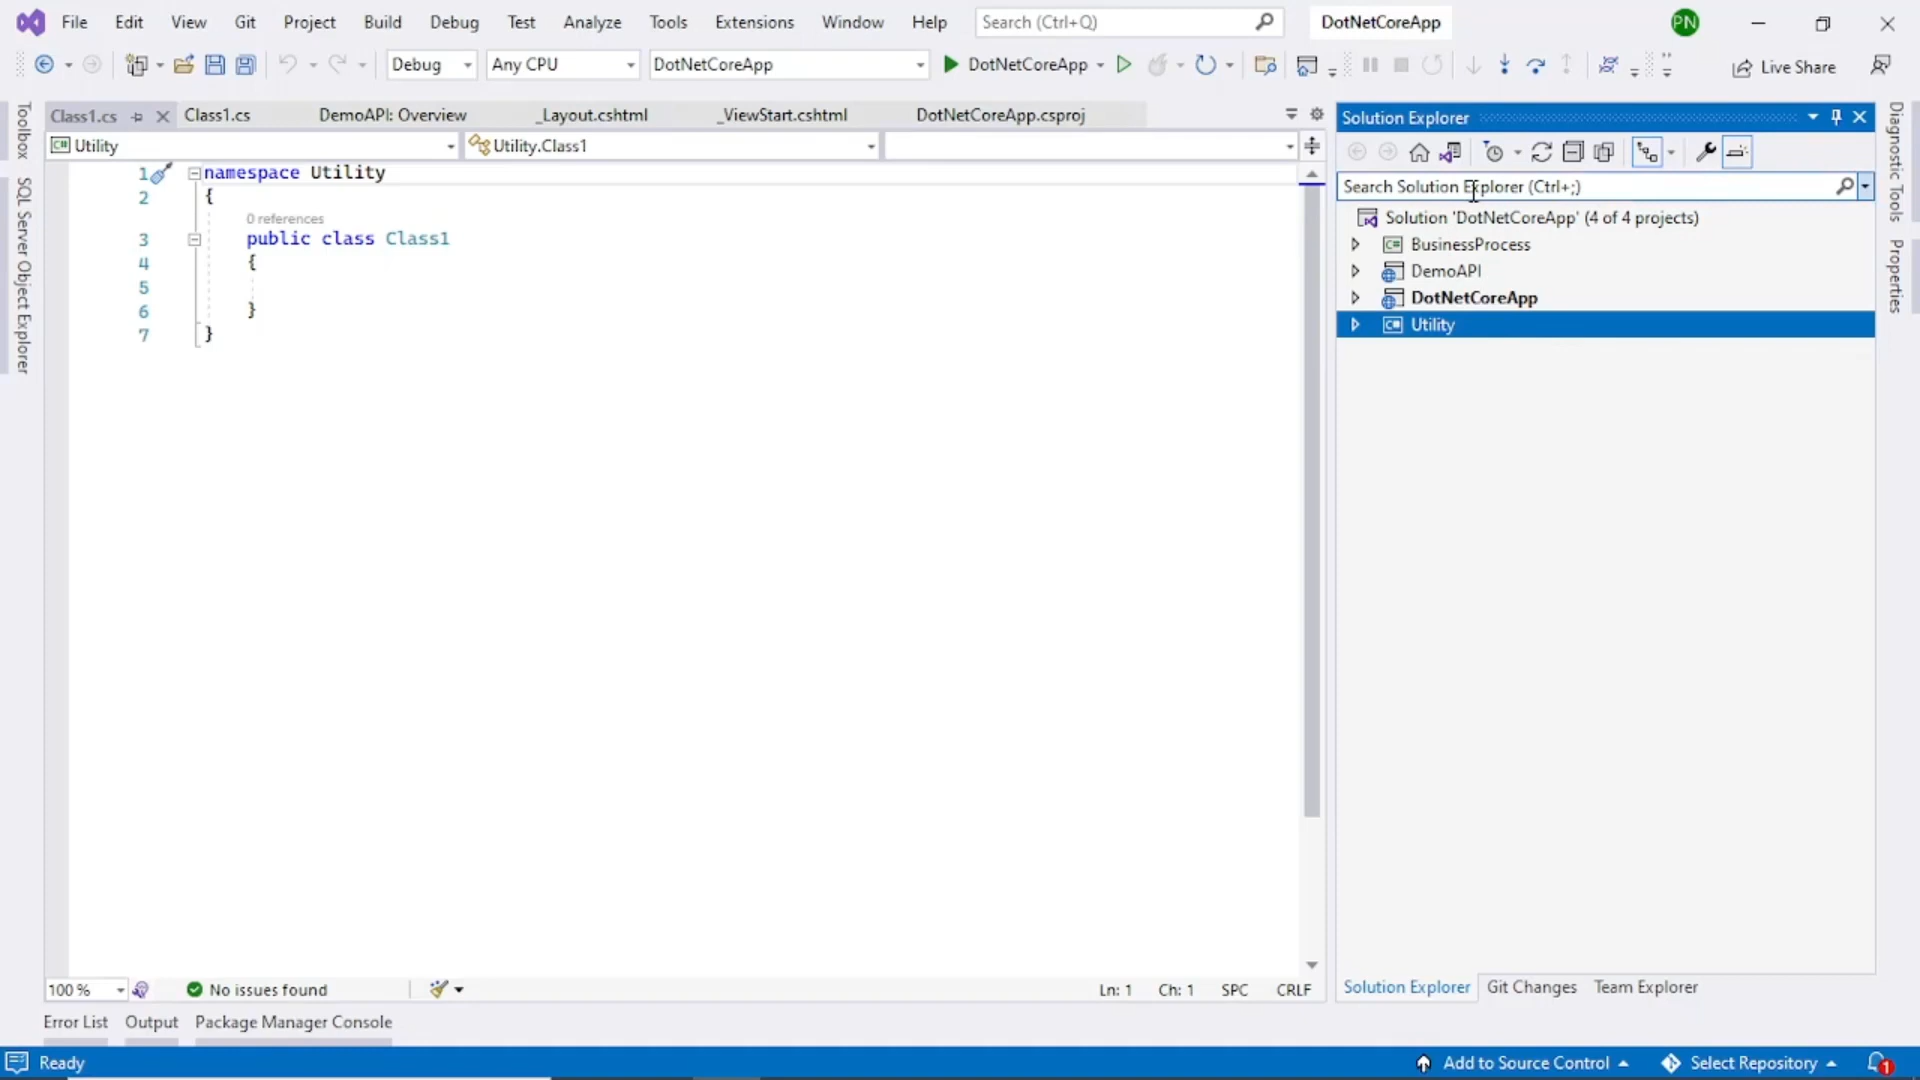 File Edit View Git Project Build Debug Test Analyze Tools Extensions Window Help Search (Ctrl+Q) DotNetCoreApp PN
Debug Any CPU DotNetCoreApp DotNetCoreApp Live Share
Class1.cs Class1.cs DemoAPI: Overview _Layout.cshtml _ViewStart.cshtml DotNetCoreApp.csproj
C# Utility Utility.Class1
1 namespace Utility
2 {
0 references
3 public class Class1
4 {
5
6 }
7 }
Toolbox
SQL Server Object Explorer
Solution Explorer
Search Solution Explorer (Ctrl+;)
Solution 'DotNetCoreApp' (4 of 4 projects)
C# BusinessProcess
DemoAPI
DotNetCoreApp
C# Utility
Diagnostic Tools
Properties
100 % No issues found Ln: 1 Ch: 1 SPC CRLF
Solution Explorer Git Changes Team Explorer
Error List Output Package Manager Console
Ready Add to Source Control Select Repository 1